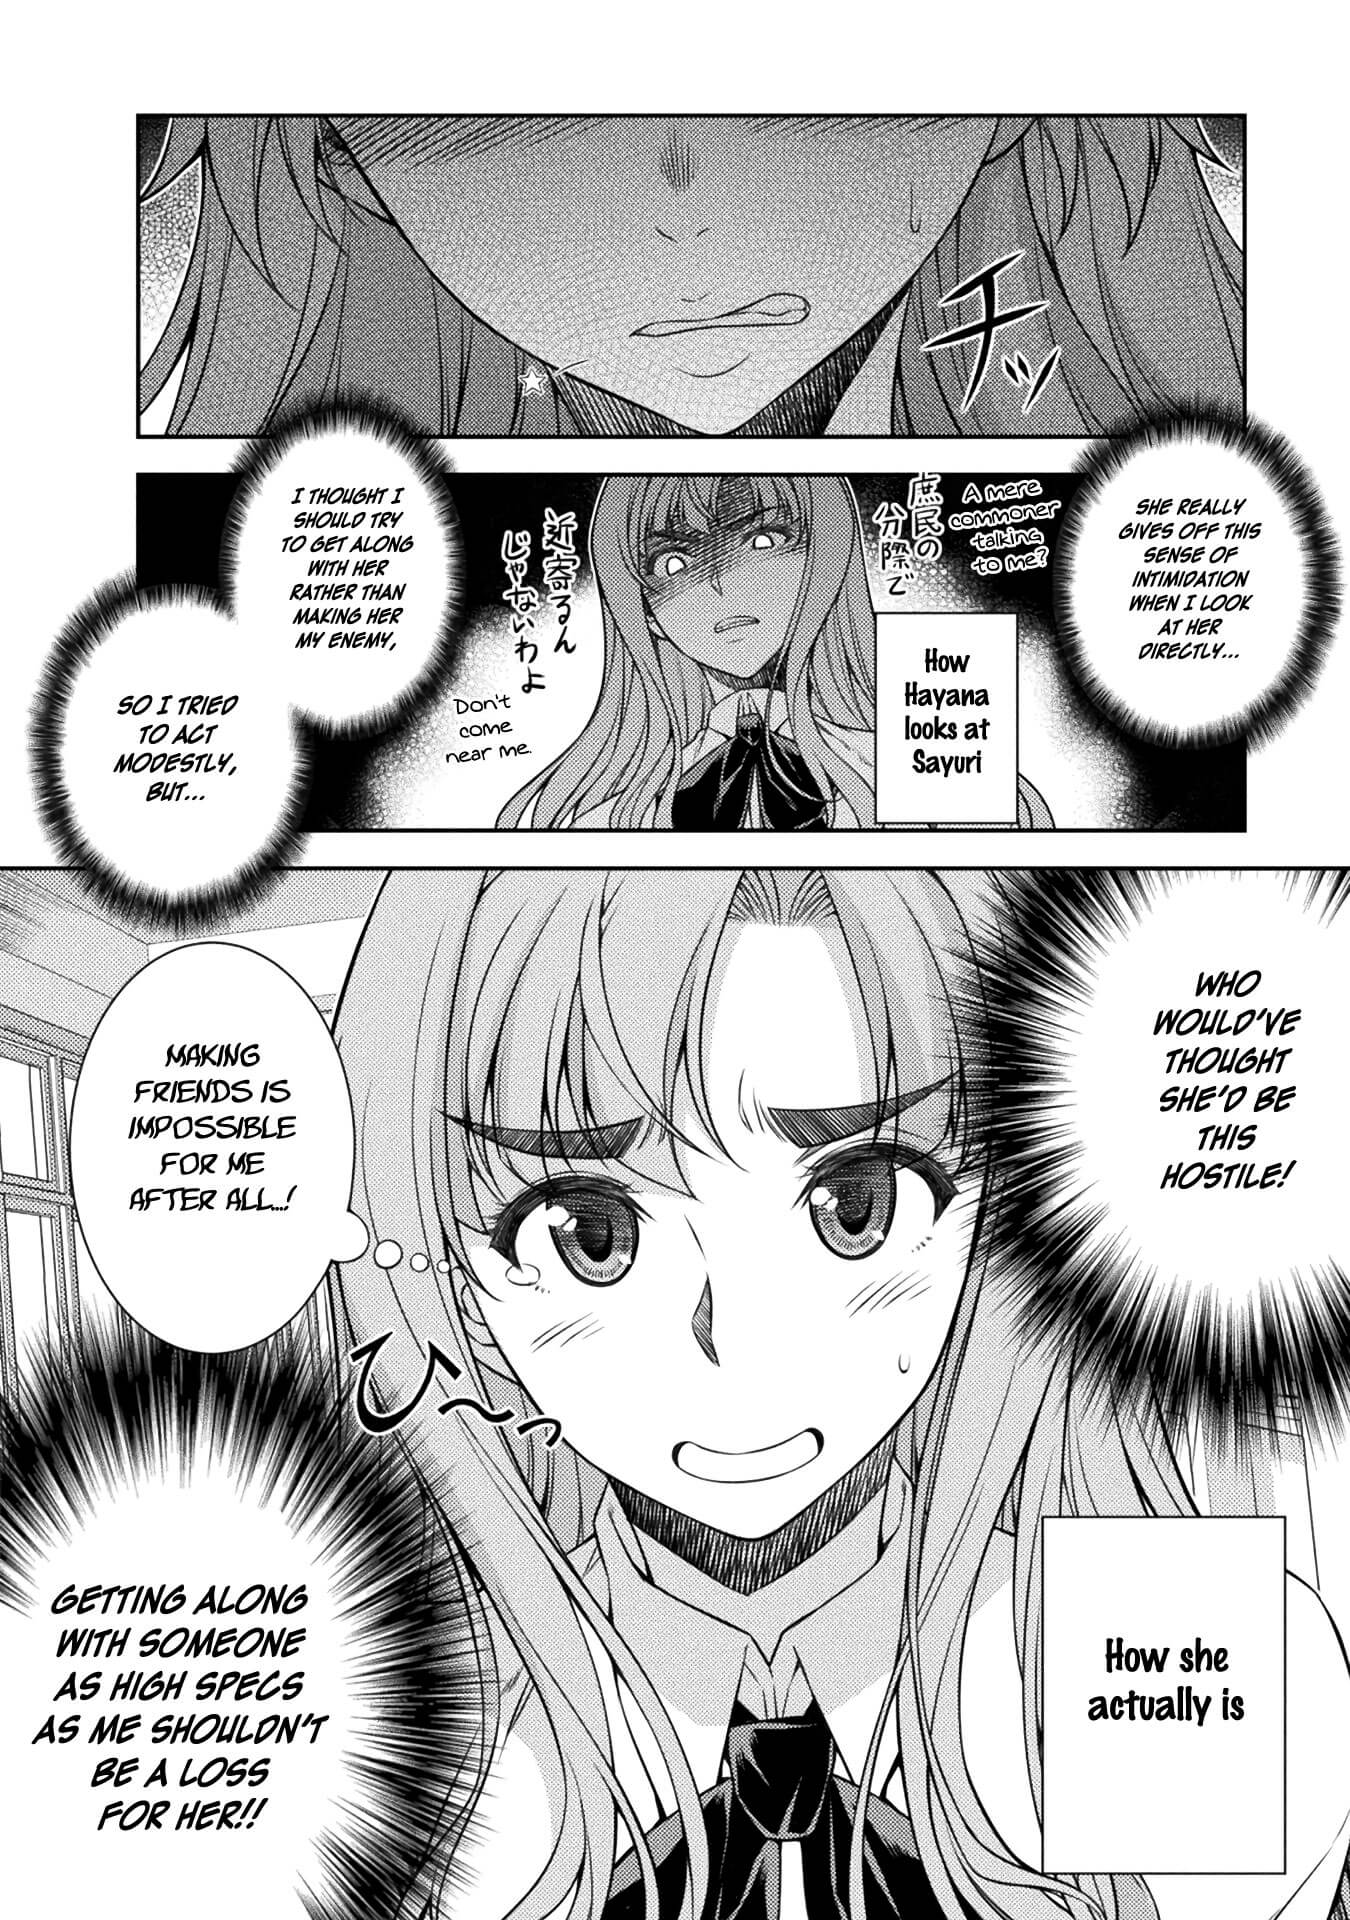 チッ
SHE REALLY
GIVES OFF THIS
SENSE OF
INTIMIDATION
WHEN I LOOK
AT HER
DIRECTLY...
庶民の
分際で
A mere
commoner
talking
to me?
How
Hayana
looks at
Sayuri
近寄るん
じゃないわよ
Don't
come
near me.
I THOUGHT I
SHOULD TRY
TO GET ALONG
WITH HER
RATHER THAN
MAKING HER
MY ENEMY,
SO I TRIED
TO ACT
MODESTLY,
BUT...
WHO
WOULD'VE
THOUGHT
SHE'D BE
THIS
HOSTILE!
MAKING
FRIENDS IS
IMPOSSIBLE
FOR ME
AFTER ALL...!
ひ〜っ
How she
actually is
GETTING ALONG
WITH SOMEONE
AS HIGH SPECS
AS ME SHOULDN'T
BE A LOSS
FOR HER!!